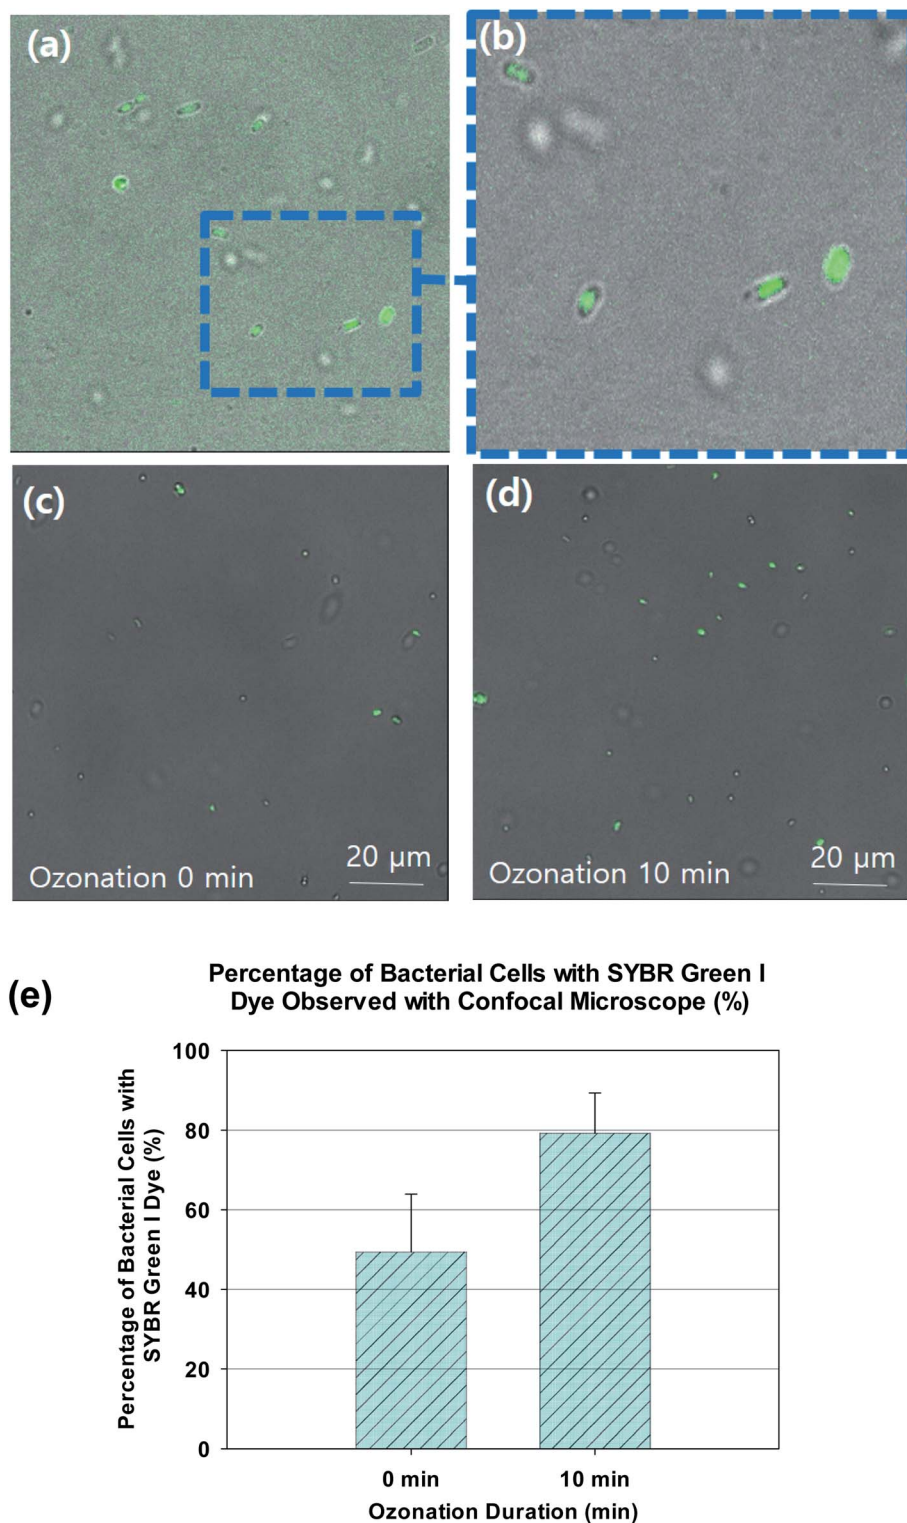 (a)
(b)
(c)
Ozonation 0 min
20 μm
(d)
Ozonation 10 min
20 μm
(e)
Percentage of Bacterial Cells with SYBR Green I
Dye Observed with Confocal Microscope (%)
Percentage of Bacterial Cells with
SYBR Green I Dye (%)
100
80
60
40
20
0
0 min
10 min
Ozonation Duration (min)